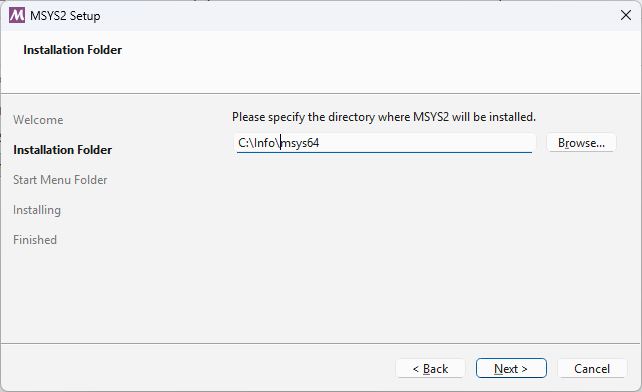 MSYS2 Setup
Installation Folder
Welcome
Installation Folder
Start Menu Folder
Installing
Finished
Please specify the directory where MSYS2 will be installed.
C:\Info\msys64
Browse...
< Back
Next >
Cancel